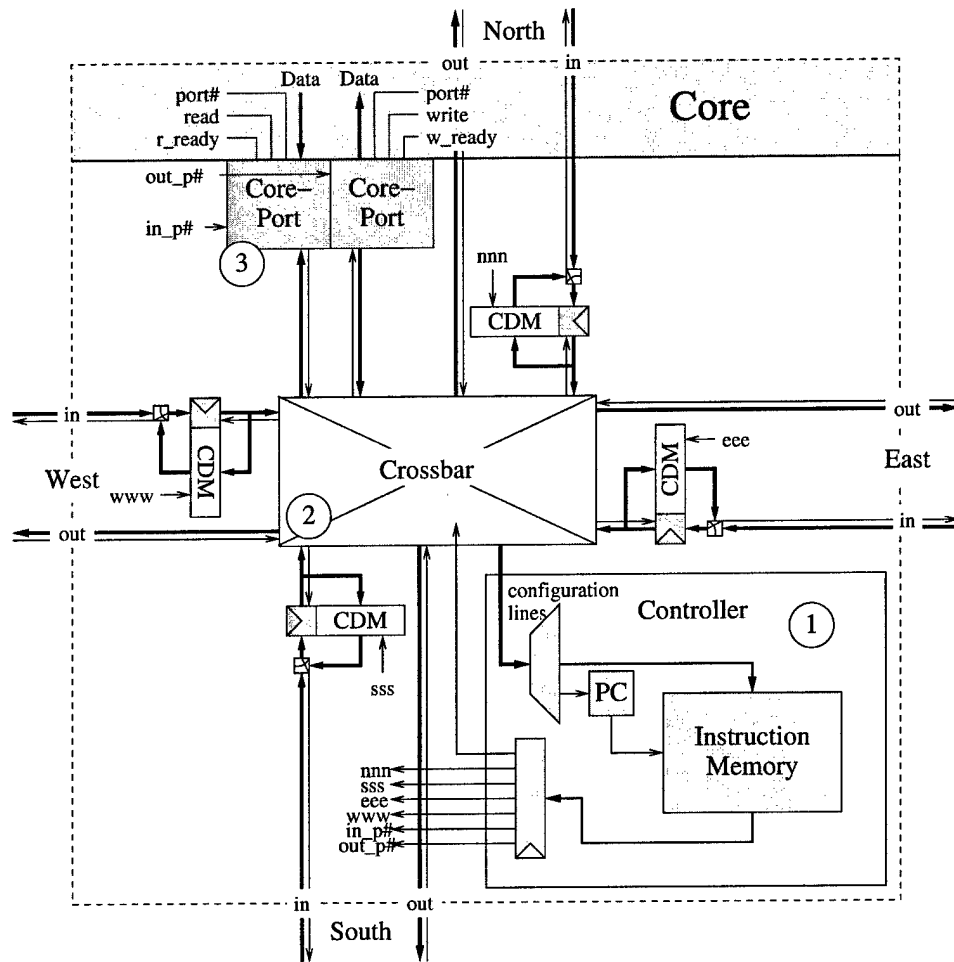 North
out
in
Data
Data
port#
read
r_ready
port#
write
w_ready
Core
out_p#
in_p#
Core–
Port
Core–
Port
3
nnn
CDM
in
West
www
CDM
out
Crossbar
2
out
eee
CDM
East
in
CDM
sss
configuration
lines
Controller
1
PC
Instruction
Memory
nnn
sss
eee
www
in_p#
out_p#
in
out
South